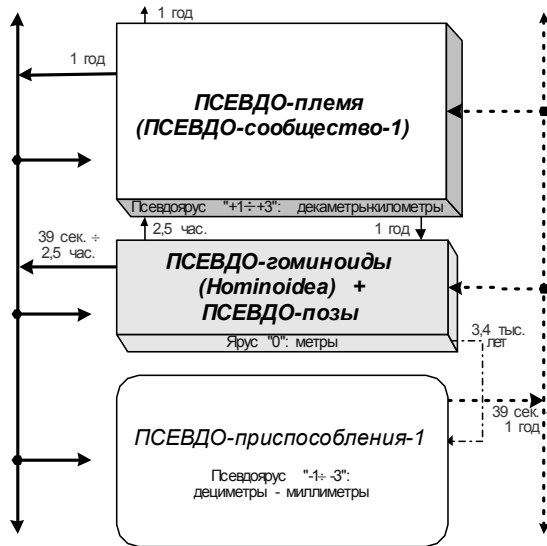 1 год
1 год
ПСЕВДО-племя
(ПСЕВДО-сообщество-1)
Псевдоярус "+1÷+3": декаметры-километры
39 сек. ÷
2,5 час.
2,5 час.
1 год
ПСЕВДО-гоминоиды
(Hominoidea) +
ПСЕВДО-позы
Ярус "0": метры
3,4 тыс.
лет
39 сек.
1 год
ПСЕВДО-приспособления-1
Псевдоярус "-1÷ -3":
дециметры - миллиметры